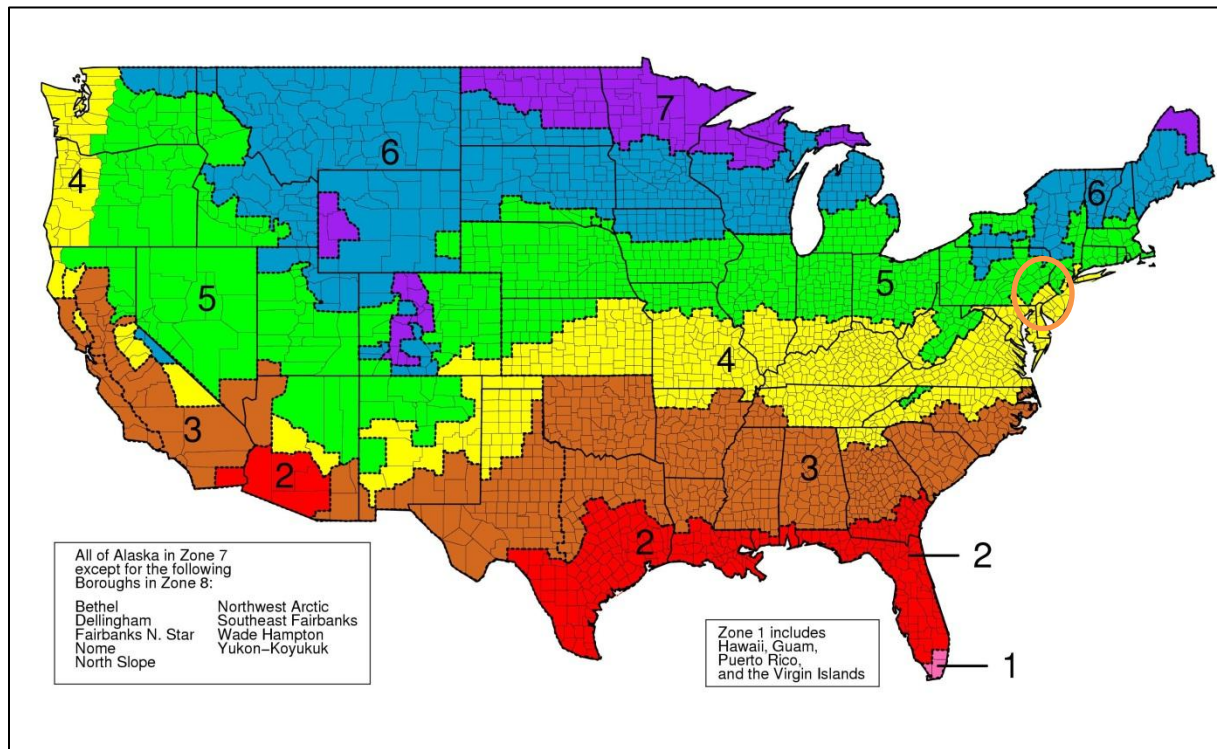 7
6
4
6
5
5
4
3
2
3
2
2
1
All of Alaska in Zone 7
except for the following
Boroughs in Zone 8:
Bethel
Dellingham
Fairbanks N. Star
Nome
North Slope
Northwest Arctic
Southeast Fairbanks
Wade Hampton
Yukon-Koyukuk
Zone 1 includes
Hawaii, Guam,
Puerto Rico,
and the Virgin Islands